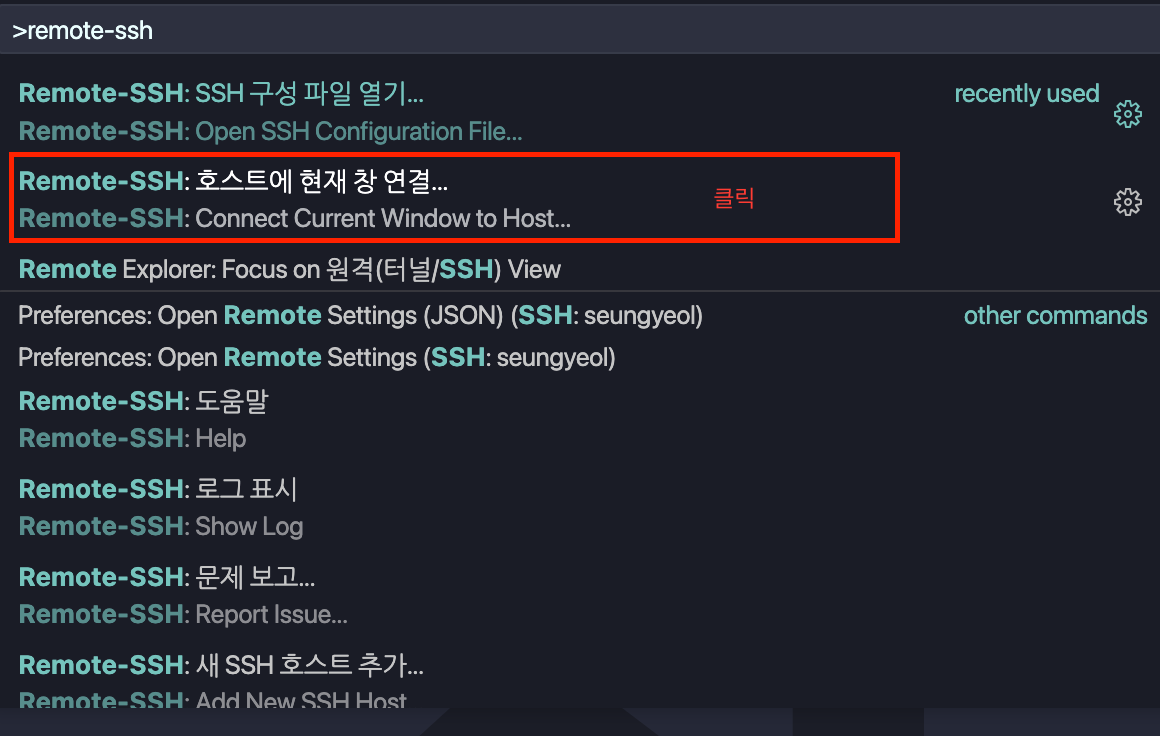 >remote-ssh
Remote-SSH: SSH 구성 파일 열기...
recently used
Remote-SSH: Open SSH Configuration File...
Remote-SSH: 호스트에 현재 창 연결...
클릭
Remote-SSH: Connect Current Window to Host...
Remote Explorer: Focus on 원격(터널/SSH) View
Preferences: Open Remote Settings (JSON) (SSH: seungyeol)
other commands
Preferences: Open Remote Settings (SSH: seungyeol)
Remote-SSH: 도움말
Remote-SSH: Help
Remote-SSH: 로그 표시
Remote-SSH: Show Log
Remote-SSH: 문제 보고...
Remote-SSH: Report Issue...
Remote-SSH: 새 SSH 호스트 추가...
Remote-SSH: Add New SSH Host